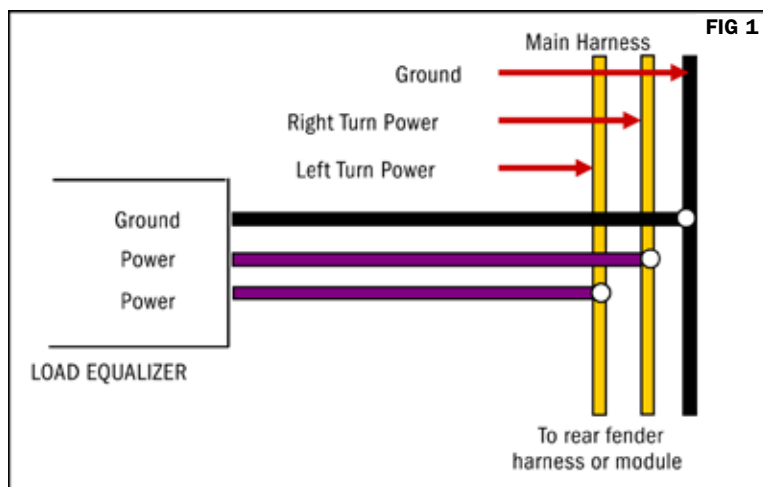 FIG 1
Main Harness
Ground
Right Turn Power
Left Turn Power
Ground
Power
Power
LOAD EQUALIZER
To rear fender
harness or module